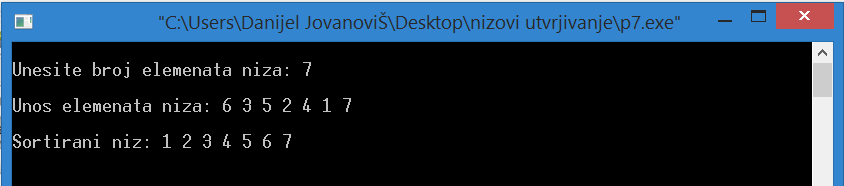 "C:\Users\Danijel JovanoviŠ\Desktop\nizovi utvrjivanje\p7.exe"
Unesite broj elemenata niza: 7
Unos elemenata niza: 6 3 5 2 4 1 7
Sortirani niz: 1 2 3 4 5 6 7